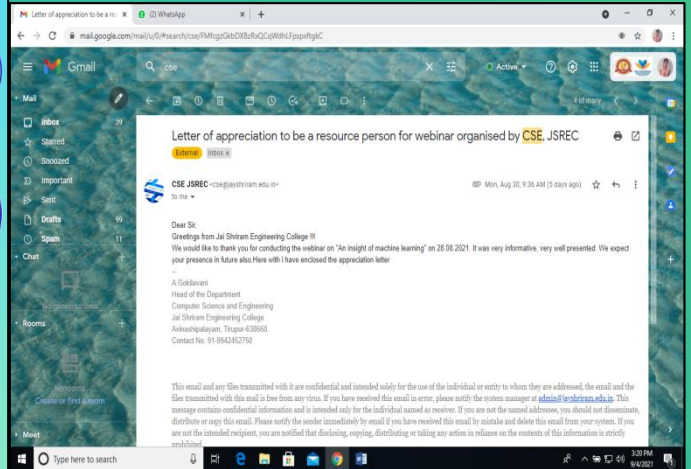 Letter of appreciation to be a re
(2) WhatsApp
mail.google.com/mail/u/0/#search/cse/FMfcgzGkbDXBzRxQCqWdhLFpspxftgkC
Gmail
cse
Active
Mail
Inbox 39
Starred
Snoozed
Important
Sent
Drafts 99
Spam 11
Chat
Rooms
No rooms
Create or find a room
Meet
4 of many
Letter of appreciation to be a resource person for webinar organised by CSE, JSREC
External Inbox x
CSE JSREC <cse@jayshriram.edu.in>
Mon, Aug 30, 9:36 AM (5 days ago)
to me
Dear Sir,
Greetings from Jai Shriram Engineering College !!!
We would like to thank you for conducting the webinar on "An insight of machine learning" on 28.08.2021. It was very informative, very well presented. We expect
your presence in future also.Here with i have enclosed the appreciation letter
--
A.Gokilavani
Head of the Department
Computer Science and Engineering
Jai Shriram Engineering College
Avinashipalayam, Tirupur-638660.
Contact No: 91-9942452750
This email and any files transmitted with it are confidential and intended solely for the use of the individual or entity to whom they are addressed, the email and the
files transmitted with this mail is free from any virus. If you have received this email in error, please notify the system manager at admin@jayshriram.edu.in. This
message contains confidential information and is intended only for the individual named as receiver. If you are not the named addressee, you should not disseminate,
distribute or copy this email. Please notify the sender immediately by email if you have received this email by mistake and delete this email from your system. If you
are not the intended recipient, you are notified that disclosing, copying, distributing or taking any action in reliance on the contents of this information is strictly
prohibited
Type here to search
3:20 PM
9/4/2021